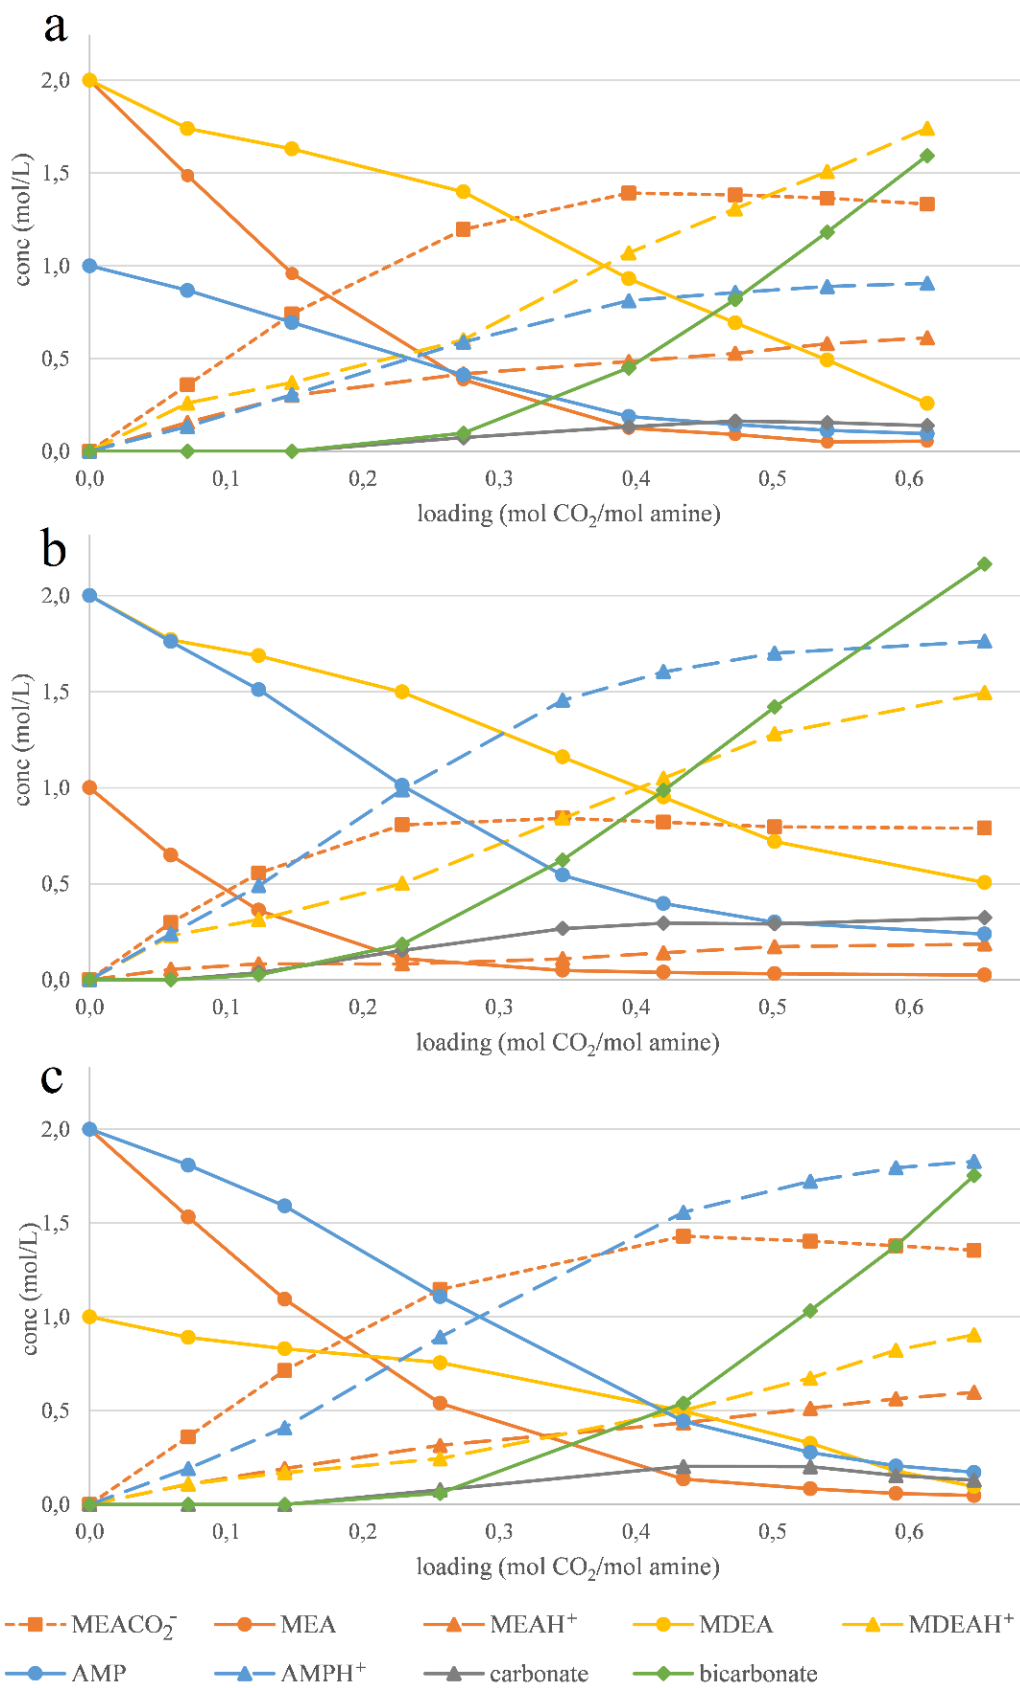 a
2,0
1,5
1,0
0,5
0,0
conc (mol/L)
0,0 0,1 0,2 0,3 0,4 0,5 0,6
loading (mol CO₂/mol amine)
b
2,0
1,5
1,0
0,5
0,0
conc (mol/L)
0,0 0,1 0,2 0,3 0,4 0,5 0,6
loading (mol CO₂/mol amine)
c
2,0
1,5
1,0
0,5
0,0
conc (mol/L)
0,0 0,1 0,2 0,3 0,4 0,5 0,6
loading (mol CO₂/mol amine)
MEACO₂⁻ MEA MEAH⁺ MDEA MDEAH⁺
AMP AMPH⁺ carbonate bicarbonate